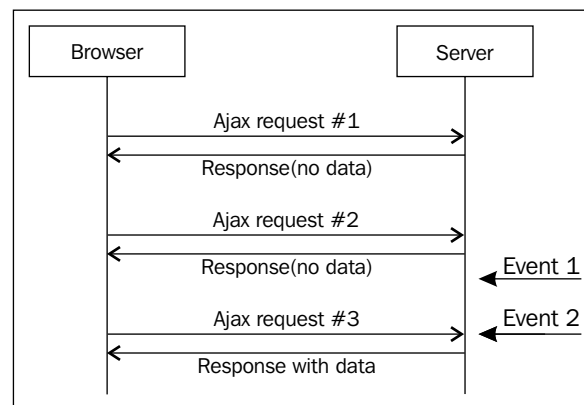 Browser
Server
Ajax request #1
Response(no data)
Ajax request #2
Response(no data)
Event 1
Ajax request #3
Event 2
Response with data